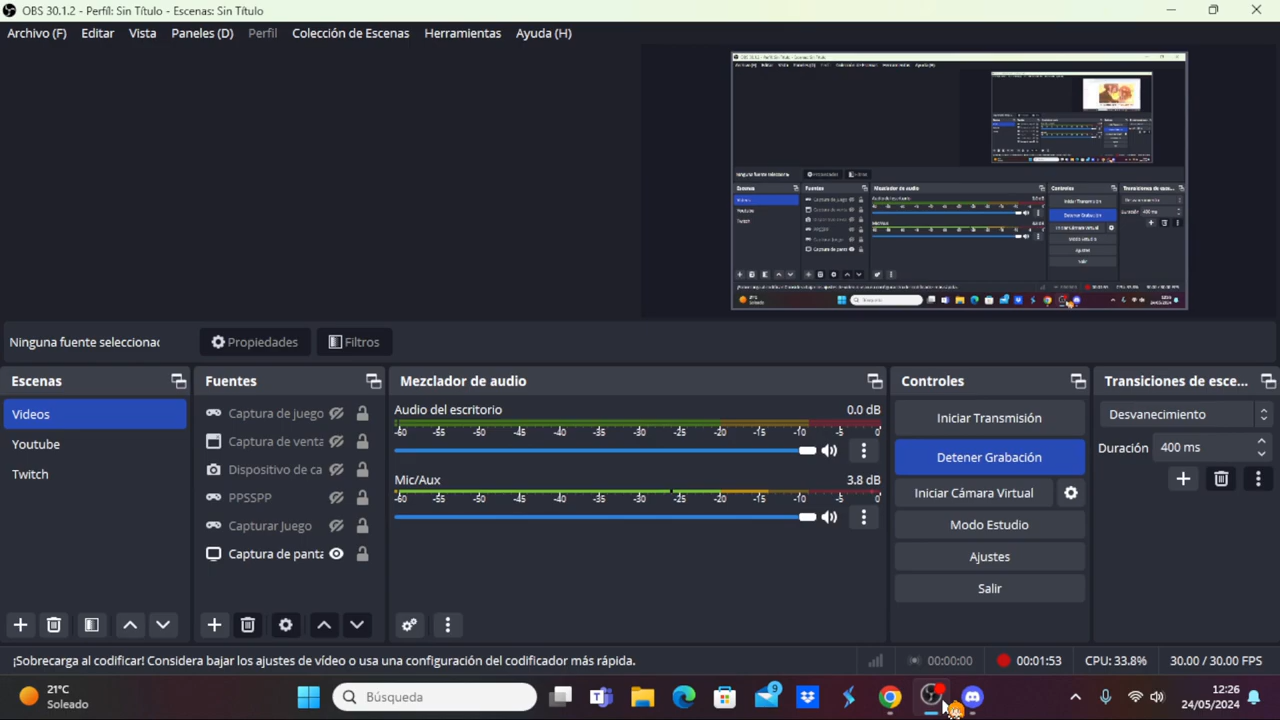 OBS 30.1.2 - Perfil: Sin Título - Escenas: Sin Título
Archivo (F) Editar Vista Paneles (D) Perfil Colección de Escenas Herramientas Ayuda (H)
Ninguna fuente seleccionac Propiedades Filtros
Escenas
Videos
Youtube
Twitch
Fuentes
Captura de juego
Captura de venta
Dispositivo de ca
PPSSPP
Capturar Juego
Captura de panta
Mezclador de audio
Audio del escritorio 0.0 dB
-60 -55 -50 -45 -40 -35 -30 -25 -20 -15 -10 -5 0
Mic/Aux 3.8 dB
-60 -55 -50 -45 -40 -35 -30 -25 -20 -15 -10 -5 0
Controles
Iniciar Transmisión
Detener Grabación
Iniciar Cámara Virtual
Modo Estudio
Ajustes
Salir
Transiciones de esce...
Desvanecimiento
Duración 400 ms
¡Sobrecarga al codificar! Considera bajar los ajustes de vídeo o usa una configuración del codificador más rápida.
00:00:00 00:01:53 CPU: 33.8% 30.00 / 30.00 FPS
21°C
Soleado
Búsqueda
9
12:26
24/05/2024